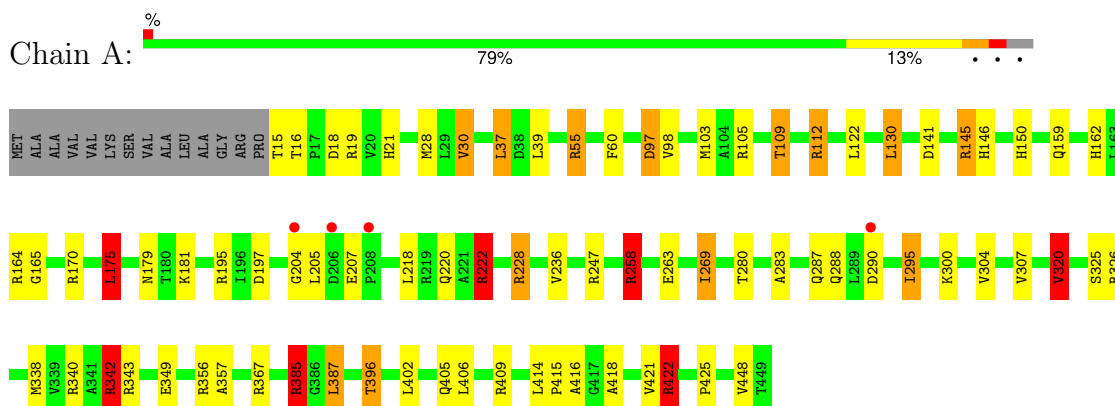 %
Chain A:
79% 13% • • •
MET ALA ALA VAL VAL LYS SER VAL ALA LEU ALA GLY ARG PRO T15 T16 P17 D18 R19 V20 H21 M28 L29 V30 L37 D38 L39 R55 F60 D97 V98 M103 A104 R105 T109 R112 L122 L130 D141 R145 H146 H150 Q159 H162 L163
R164 G165 R170 L175 N179 T180 K181 R195 I196 D197 G204 L205 D206 E207 P208 L218 R219 Q220 A221 R222 R228 V236 R247 R258 E263 I269 T280 A283 Q287 Q288 L289 D290 I295 K300 V304 V307 V320 S325 R326
M338 V339 R340 A341 R342 R343 E349 R356 A357 R367 R385 G386 L387 T396 L402 Q405 L406 R409 L414 P415 A416 G417 A418 V421 R422 P425 V448 T449